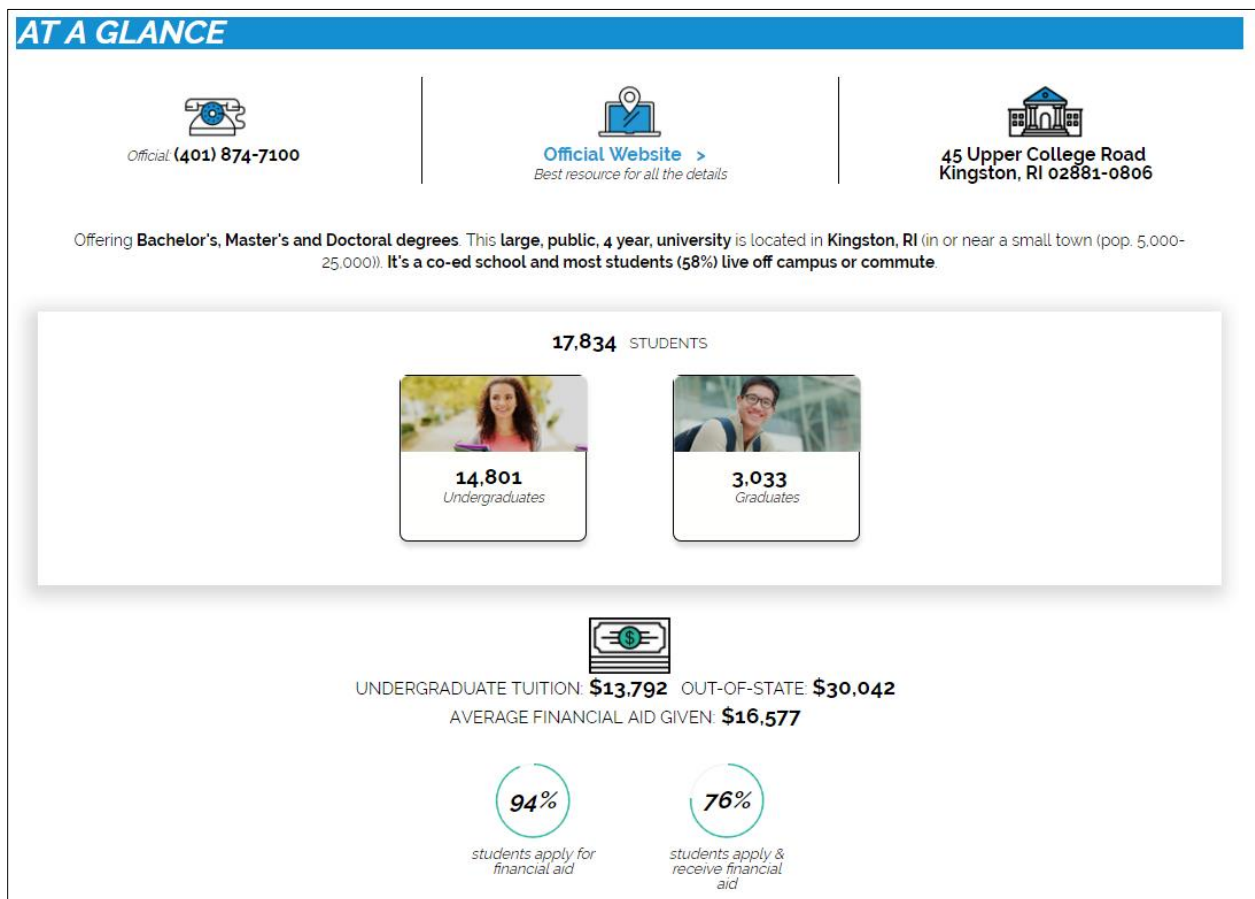 AT A GLANCE
Official: (401) 874-7100
Official Website >
Best resource for all the details
45 Upper College Road
Kingston, RI 02881-0806
Offering Bachelor's, Master's and Doctoral degrees. This large, public, 4 year, university is located in Kingston, RI (in or near a small town (pop. 5,000-
25,000)). It's a co-ed school and most students (58%) live off campus or commute.
17,834 STUDENTS
14,801
Undergraduates
3,033
Graduates
$
UNDERGRADUATE TUITION: $13,792 OUT-OF-STATE: $30,042
AVERAGE FINANCIAL AID GIVEN: $16,577
94%
students apply for
financial aid
76%
students apply &
receive financial
aid